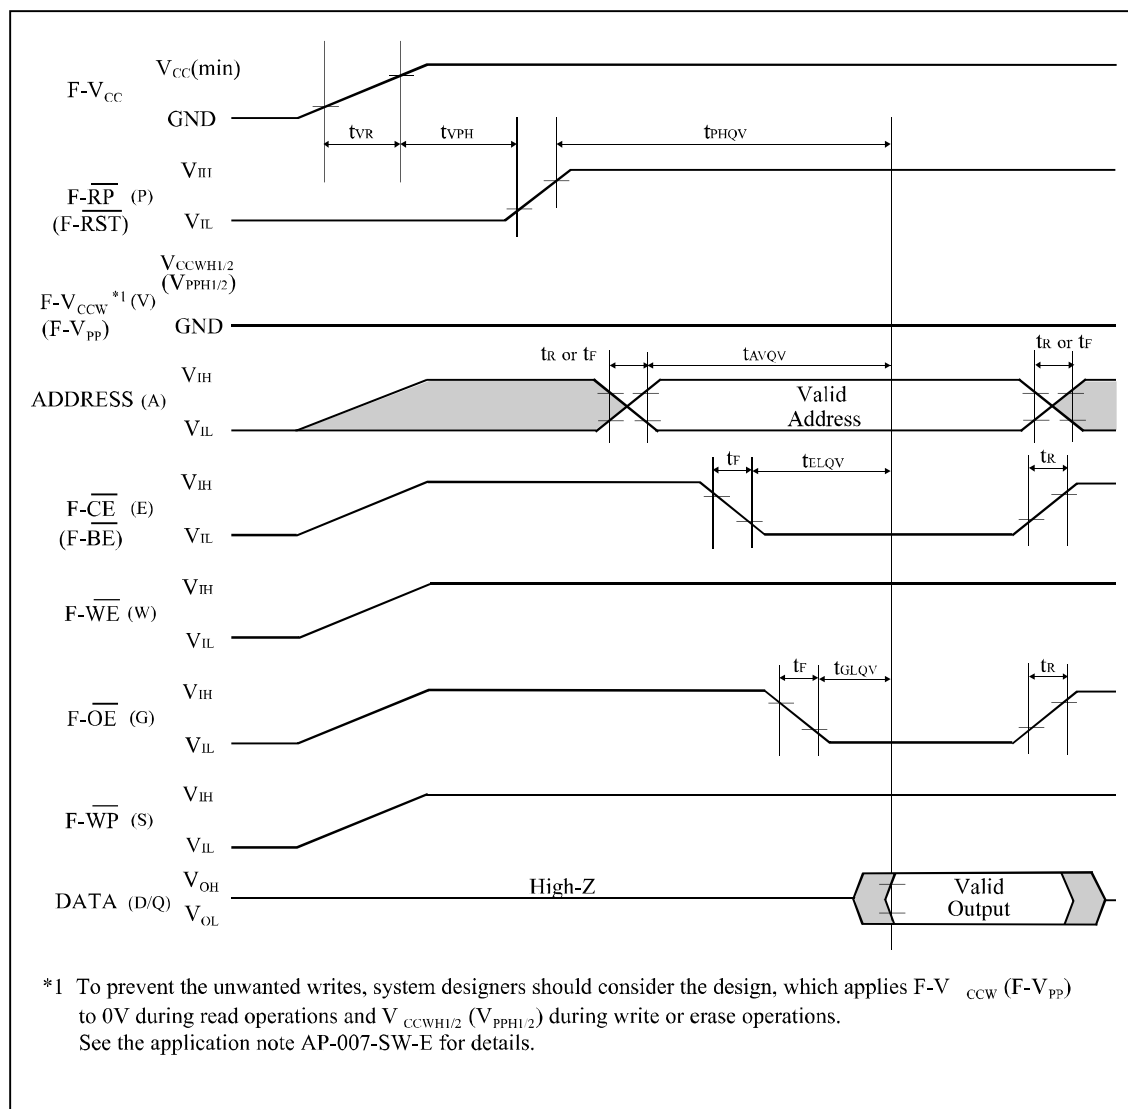 VCC(min)
F-VCC
GND
tVR
tVPH
tPHQV
VIH
F-RP (P)
(F-RST)
VIL
VCCWH1/2
(VPPH1/2)
F-VCCW *1 (V)
(F-VPP)
GND
tR or tF
tAVQV
tR or tF
VIH
ADDRESS (A)
Valid
Address
VIL
tF
tELQV
tR
VIH
F-CE (E)
(F-BE)
VIL
VIH
F-WE (W)
VIL
tF
tGLQV
tR
VIH
F-OE (G)
VIL
VIH
F-WP (S)
VIL
VOH
High-Z
Valid
DATA (D/Q)
Output
VOL
*1 To prevent the unwanted writes, system designers should consider the design, which applies F-V CCW (F-VPP)
to 0V during read operations and V CCWH1/2 (VPPH1/2) during write or erase operations.
See the application note AP-007-SW-E for details.